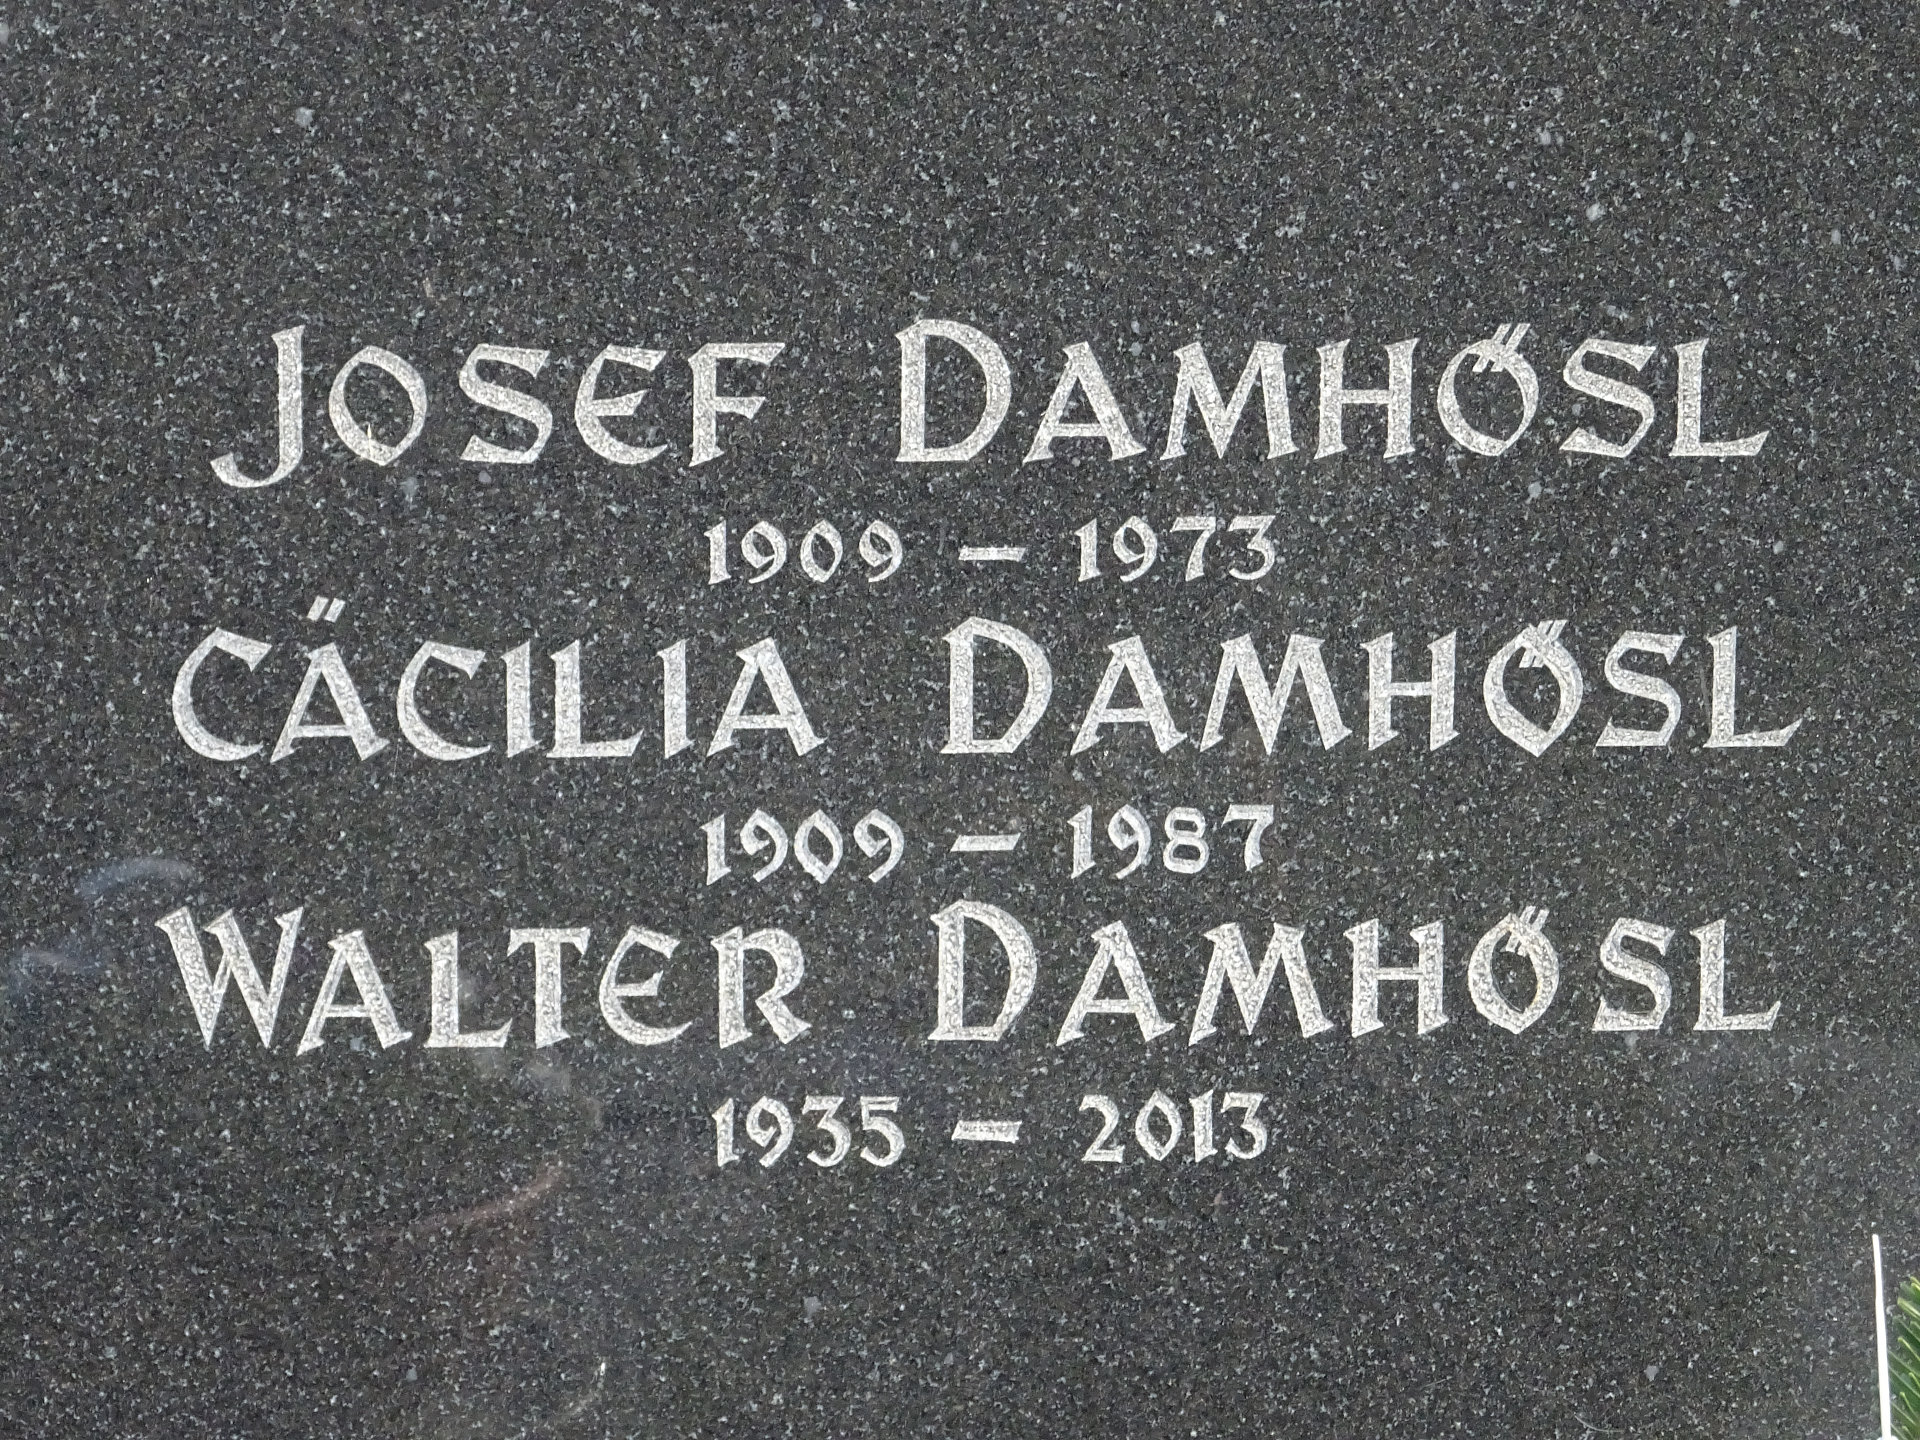 JOSEF DAMHÖSL
1909 – 1973
CÄCILIA DAMHÖSL
1909 – 1987
WALTER DAMHÖSL
1935 – 2013